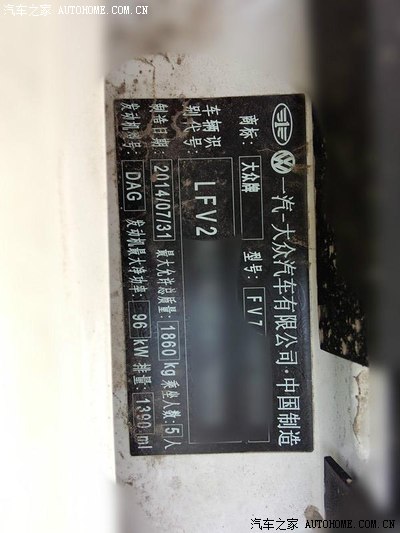 汽车之家 AUTOHOME.COM.CN
一汽-大众汽车有限公司·中国制造
商标: 大众牌 型号: FV7
车辆识别代号: LFV2
制造日期: 2014/07/31 最大允许总质量: 1860 kg 乘坐人数: 5 人
发动机型号: DAG 发动机最大净功率: 96 kW 排量: 1390 ml
汽车之家 AUTOHOME.COM.CN